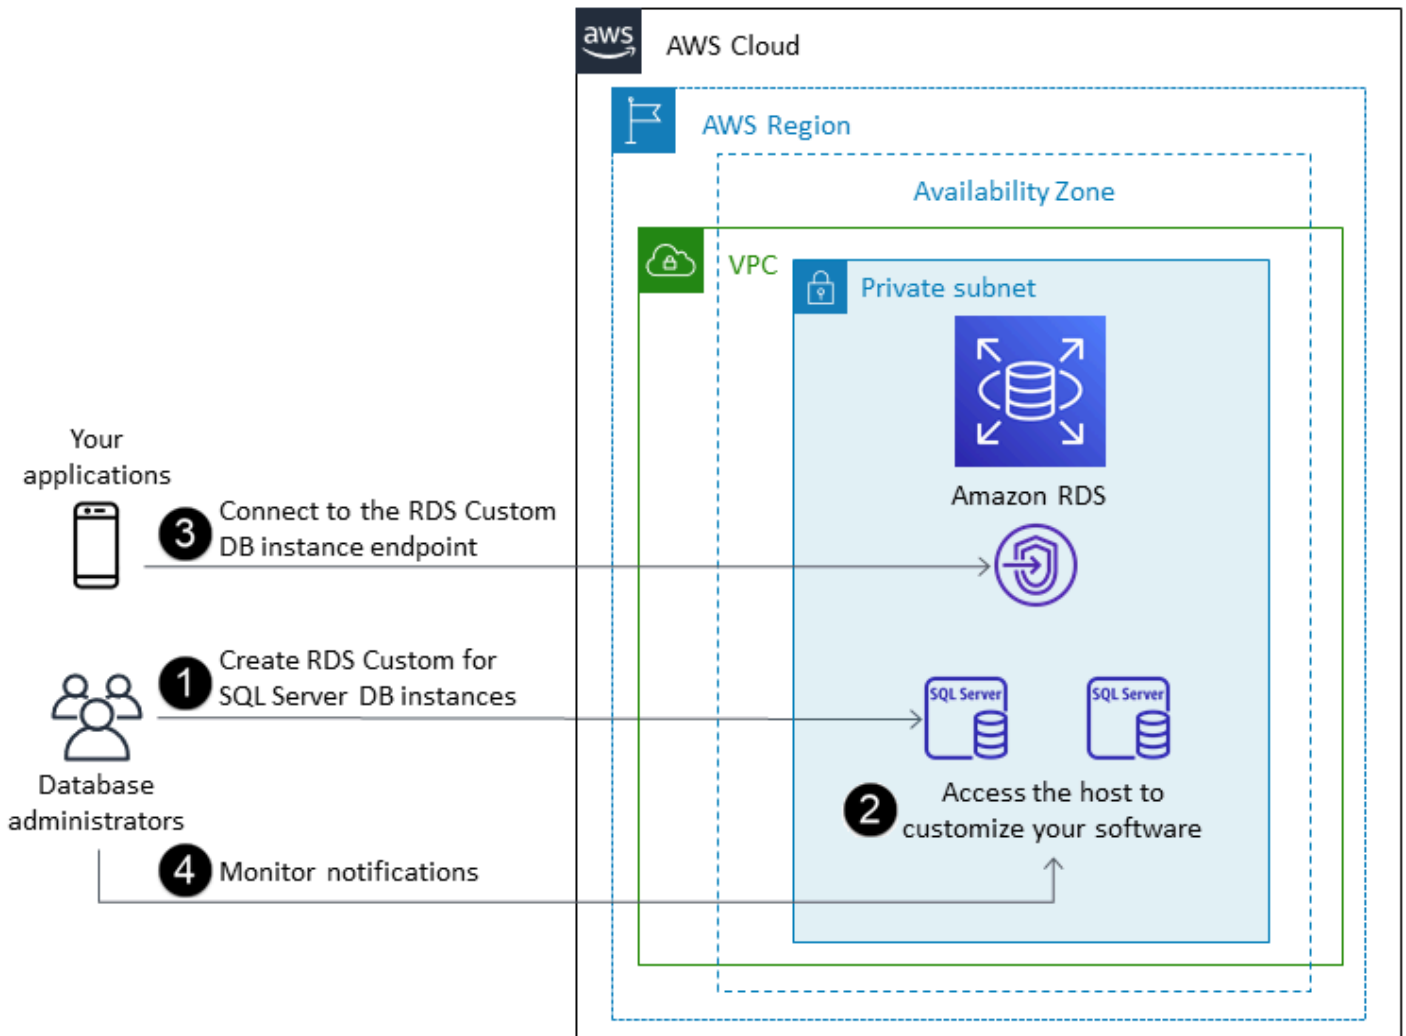 aws
AWS Cloud
AWS Region
Availability Zone
VPC
Private subnet
Amazon RDS
Your
applications
3
Connect to the RDS Custom
DB instance endpoint
1
Create RDS Custom for
SQL Server DB instances
SQL Server
SQL Server
Database
administrators
2
Access the host to
customize your software
4
Monitor notifications